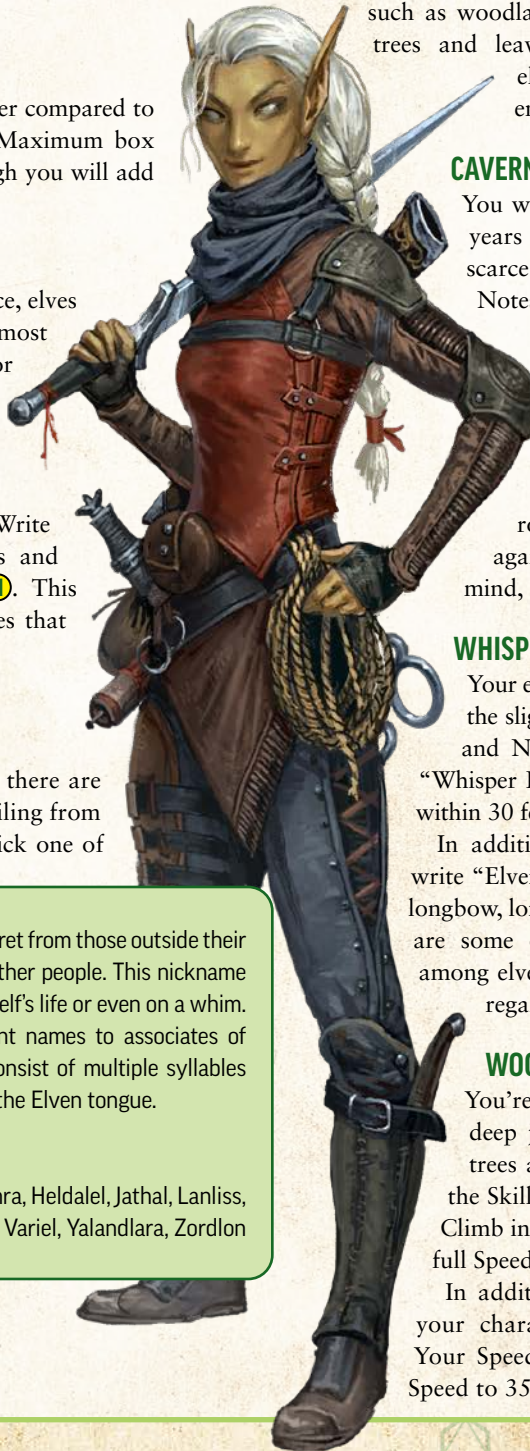 er compared to
Maximum box
gh you will add
ce, elves
most
or
Write
s and
. This
es that
there are
iling from
ick one of
ret from those outside their
ther people. This nickname
elf's life or even on a whim.
nt names to associates of
onsist of multiple syllables
the Elven tongue.
ra, Heldalel, Jathal, Lanliss,
Variel, Yalandlara, Zordlon
such as woodla
trees and leav
el
en
CAVERN
You w
years
scarce
Note
ro
aga
mind,
WHISP
Your e
the slig
and N
"Whisper
within 30 fe
In additi
write "Elve
longbow, lo
are some
among elve
rega
WOO
You're
deep
trees a
the Skill
Climb in
full Speed
In addit
your chara
Your Speed
Speed to 35